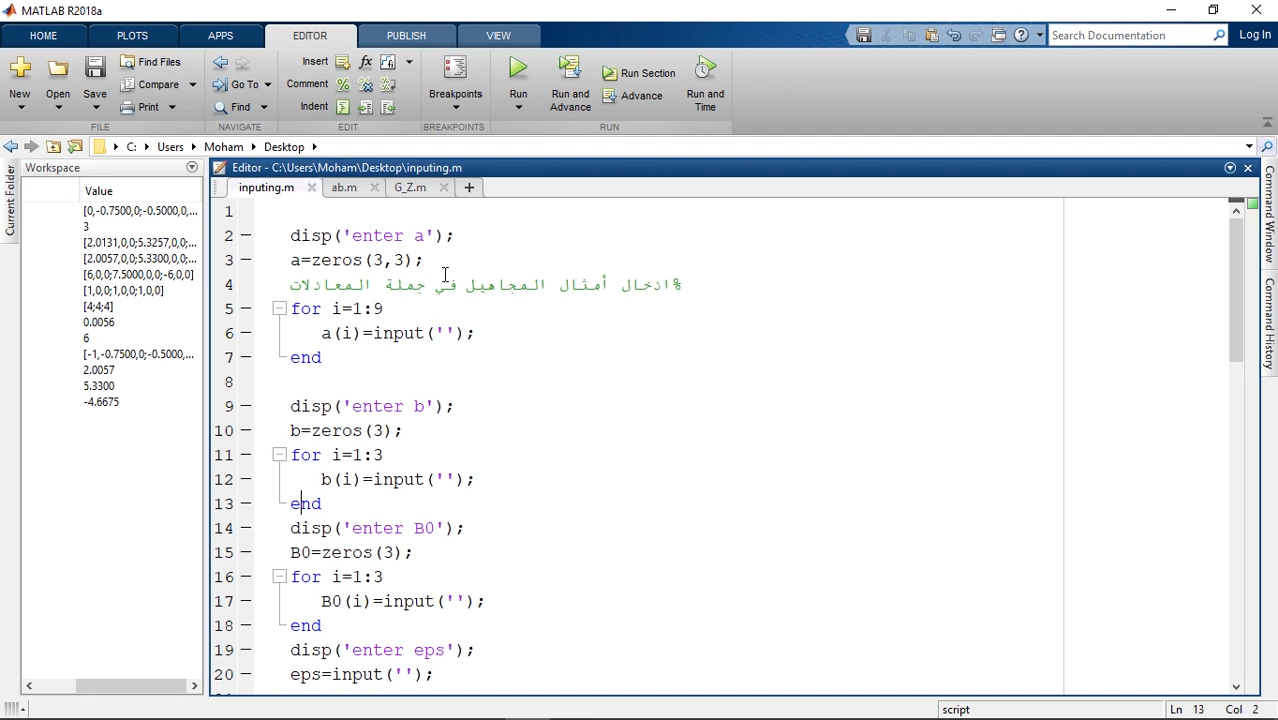 MATLAB R2018a
HOME PLOTS APPS EDITOR PUBLISH VIEW Search Documentation Log In
Insert fx
Find Files
Compare
Print
Go To
Find
Comment
Indent
Run Section
Advance
New Open Save Breakpoints Run Run and Advance Run and Time
FILE NAVIGATE EDIT BREAKPOINTS RUN
C: Users Moham Desktop
Workspace
Editor - C:\Users\Moham\Desktop\inputing.m
inputing.m ab.m G_Z.m
Current Folder
Command Window
Command History
Value
[0,-0.7500,0;-0.5000,0,...
3
[2.0131,0,0;5.3257,0,0;...
[2.0057,0,0;5.3300,0,0;...
[6,0,0;7.5000,0,0;-6,0,0]
[1,0,0;1,0,0;1,0,0]
[4;4;4]
0.0056
6
[-1,-0.7500,0;-0.5000,...
2.0057
5.3300
-4.6675
1
2 disp('enter a');
3 a=zeros(3,3);
4 %ادخال أمثال المجاهيل في جملة المعادلات
5 for i=1:9
6 a(i)=input('');
7 end
8
9 disp('enter b');
10 b=zeros(3);
11 for i=1:3
12 b(i)=input('');
13 end
14 disp('enter B0');
15 B0=zeros(3);
16 for i=1:3
17 B0(i)=input('');
18 end
19 disp('enter eps');
20 eps=input('');
script Ln 13 Col 2